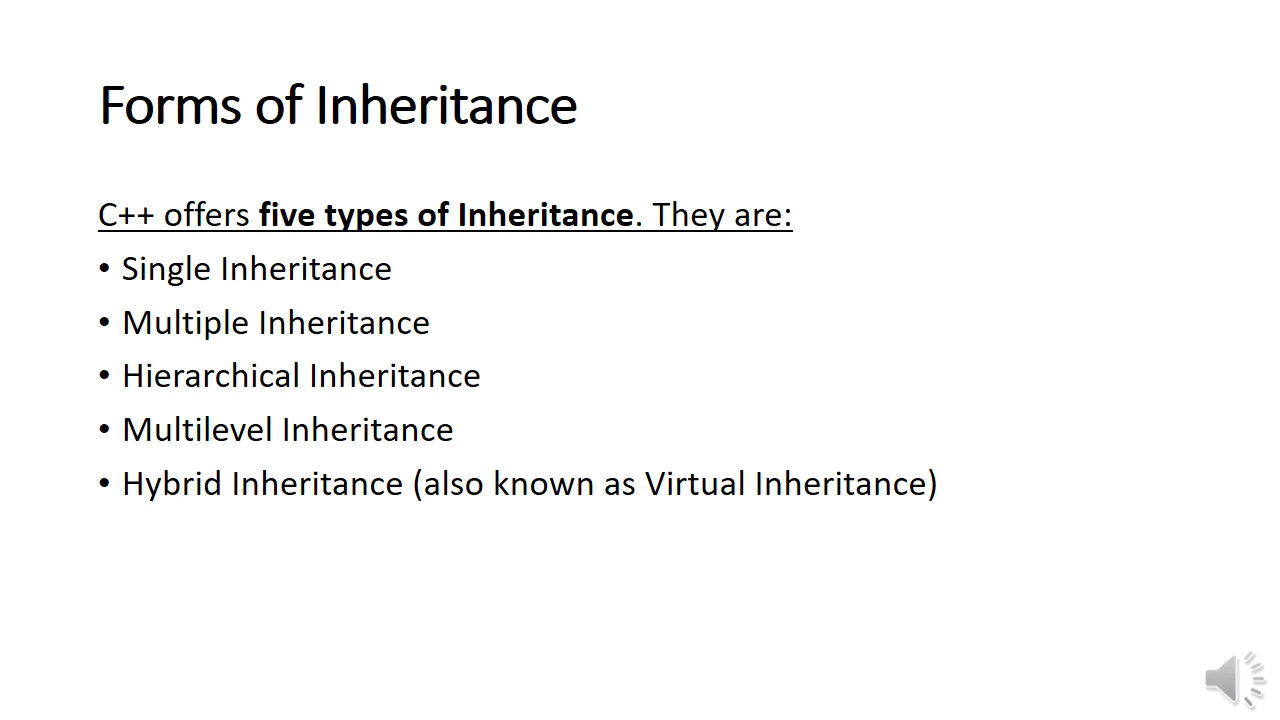 Forms of Inheritance
C++ offers five types of Inheritance. They are:
• Single Inheritance
• Multiple Inheritance
• Hierarchical Inheritance
• Multilevel Inheritance
• Hybrid Inheritance (also known as Virtual Inheritance)